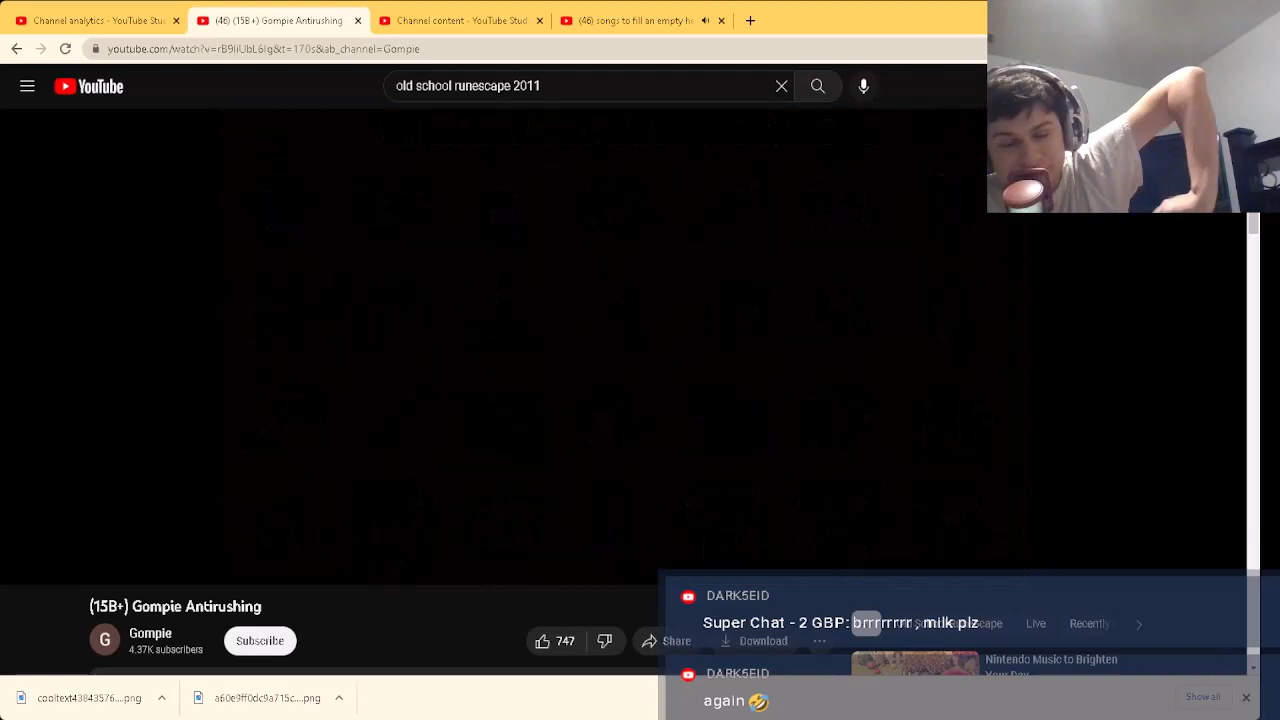 Channel analytics - YouTube Stu
(46) (15B+) Gompie Antirushing
Channel content - YouTube Stud
(46) songs to fill an empty he
youtube.com/watch?v=rB9liUbL6Ig&t=170s&ab_channel=Gompie
YouTube
old school runescape 2011
(15B+) Gompie Antirushing
G
Gompie
4.37K subscribers
Subscribe
747
Share
Download
DARK5EID
Super Chat - 2 GBP: brrrrrrrr, milk plz
Live
Recently
DARK5EID
again 🤣
Nintendo Music to Brighten
Your Day
cooltext43843576....png
a60e9ff0dc9a715c....png
Show all